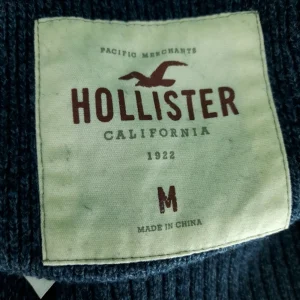 PACIFIC MERCHANTS
HOLLISTER
CALIFORNIA
1922
M
MADE IN CHINA